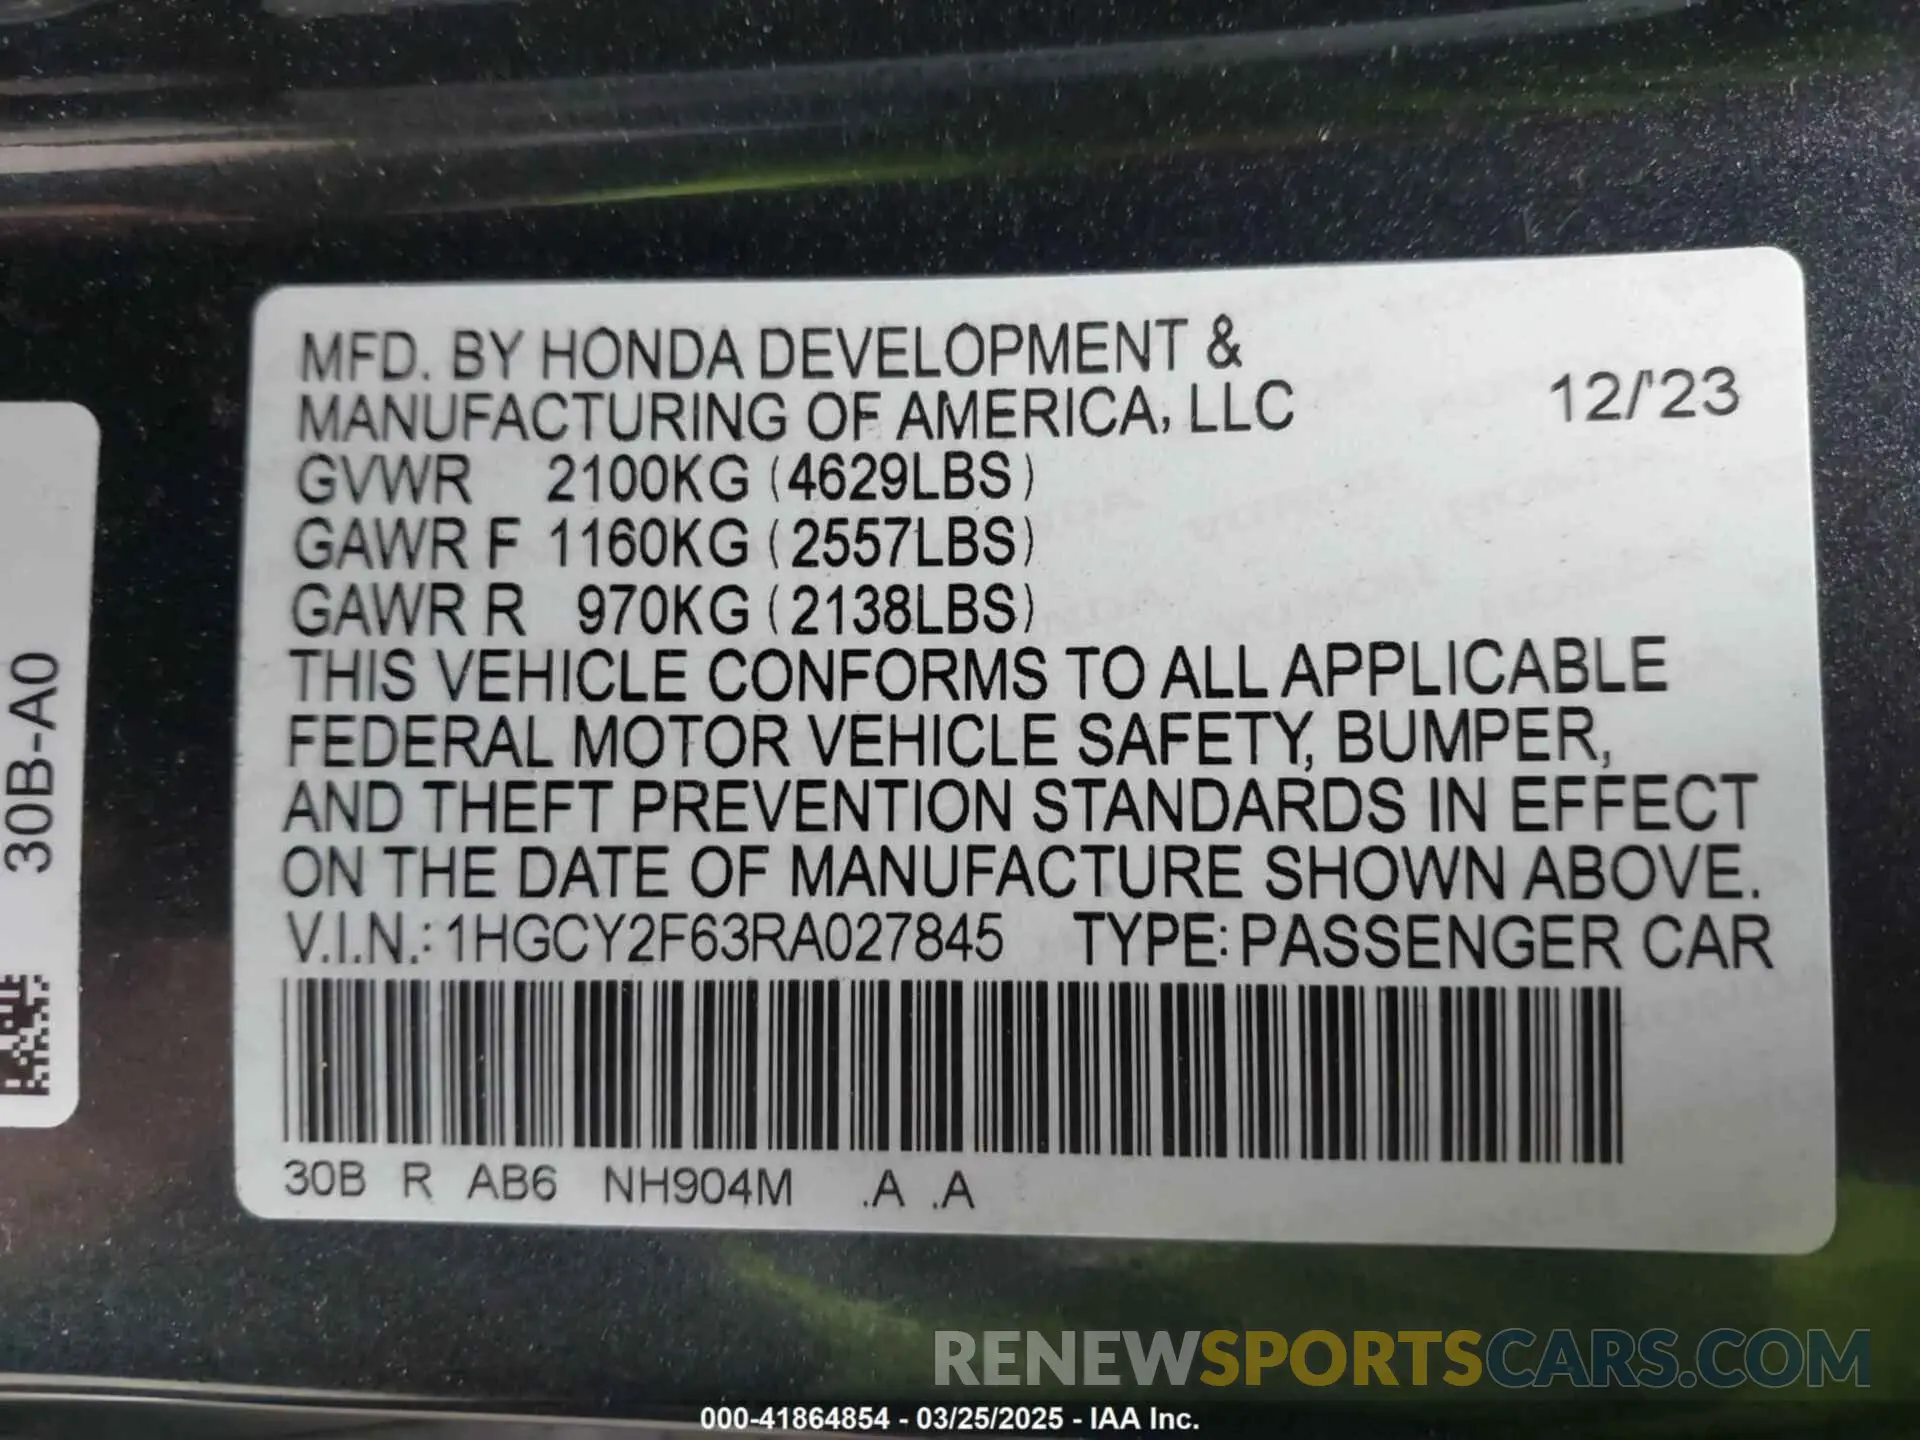 MFD. BY HONDA DEVELOPMENT &
MANUFACTURING OF AMERICA, LLC
12/'23
GVWR 2100KG (4629LBS)
GAWR F 1160KG (2557LBS)
GAWR R 970KG (2138LBS)
THIS VEHICLE CONFORMS TO ALL APPLICABLE
FEDERAL MOTOR VEHICLE SAFETY, BUMPER,
AND THEFT PREVENTION STANDARDS IN EFFECT
ON THE DATE OF MANUFACTURE SHOWN ABOVE.
V.I.N.: 1HGCY2F63RA027845 TYPE: PASSENGER CAR
30B R AB6 NH904M .A .A
30B-A0
RENEWSPORTSCARS.COM
000-41864854 - 03/25/2025 - IAA Inc.